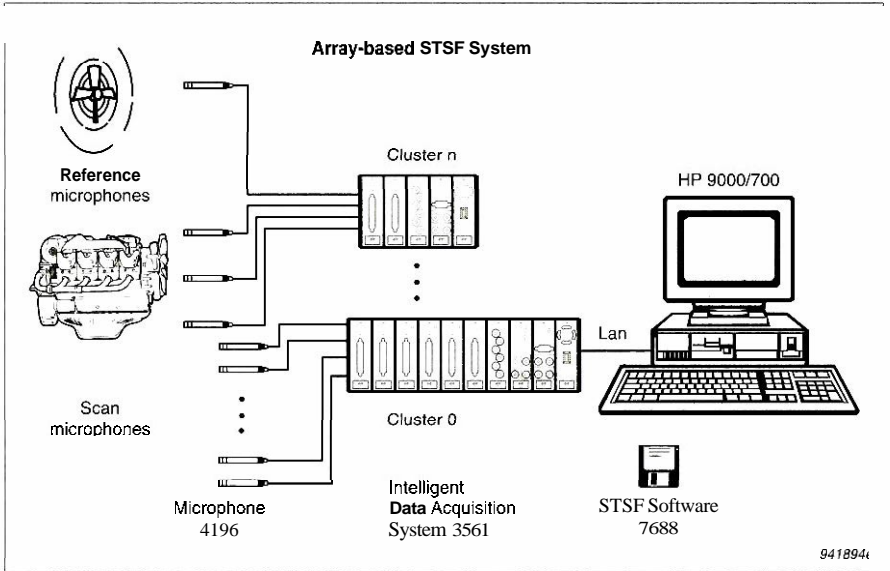 Array-based STSF System
Reference
microphones
Cluster n
HP 9000/700
Lan
Scan
microphones
Cluster 0
Microphone
4196
Intelligent
Data Acquisition
System 3561
STSF Software
7688